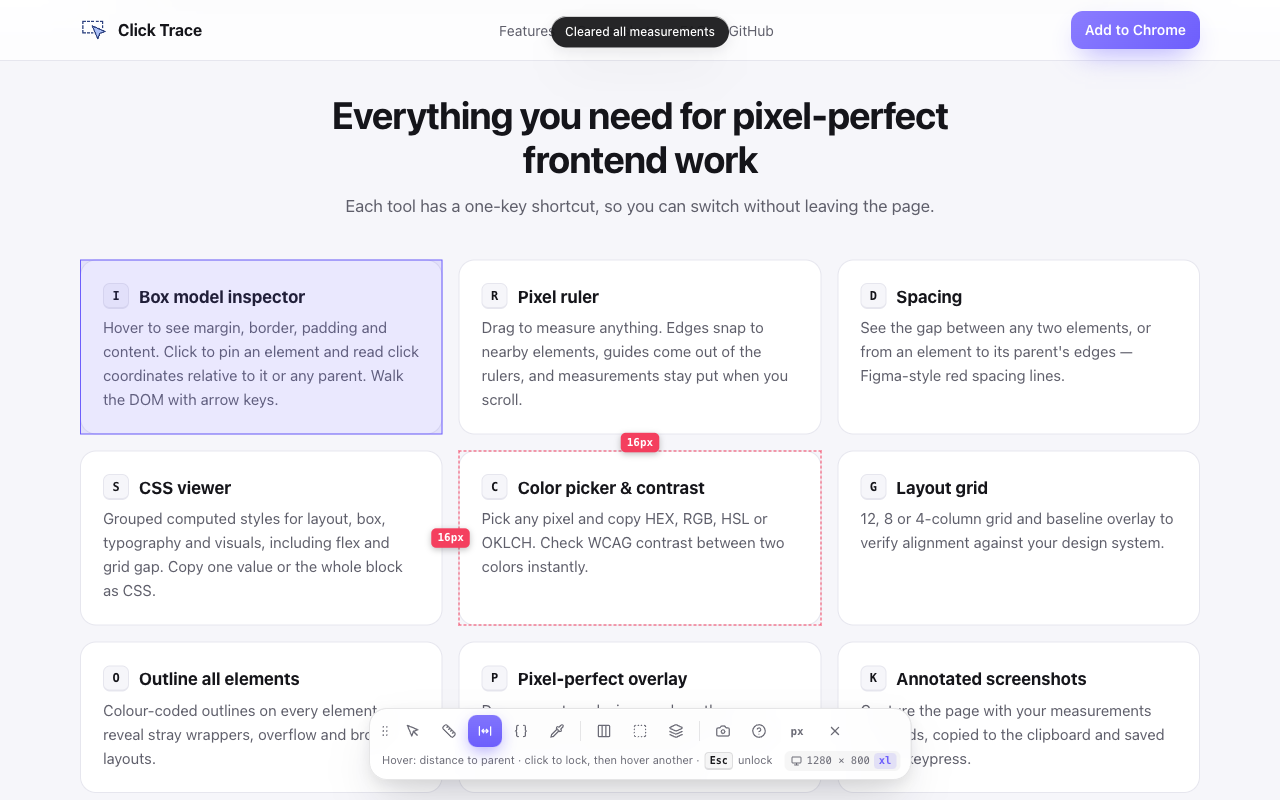 Click Trace
Features
Cleared all measurements
GitHub
Add to Chrome
Everything you need for pixel-perfect
frontend work
Each tool has a one-key shortcut, so you can switch without leaving the page.
I Box model inspector
Hover to see margin, border, padding and
content. Click to pin an element and read click
coordinates relative to it or any parent. Walk
the DOM with arrow keys.
R Pixel ruler
Drag to measure anything. Edges snap to
nearby elements, guides come out of the
rulers, and measurements stay put when you
scroll.
D Spacing
See the gap between any two elements, or
from an element to its parent's edges —
Figma-style red spacing lines.
16px
S CSS viewer
Grouped computed styles for layout, box,
typography and visuals, including flex and
grid gap. Copy one value or the whole block
as CSS.
16px
C Color picker & contrast
Pick any pixel and copy HEX, RGB, HSL or
OKLCH. Check WCAG contrast between two
colors instantly.
G Layout grid
12, 8 or 4-column grid and baseline overlay to
verify alignment against your design system.
O Outline all elements
Colour-coded outlines on every element
reveal stray wrappers, overflow and
layouts.
P Pixel-perfect overlay
K Annotated screenshots
the page with your measurements
copied to the clipboard and saved
keypress.
px
Hover: distance to parent · click to lock, then hover another · Esc unlock
1280 × 800 xl